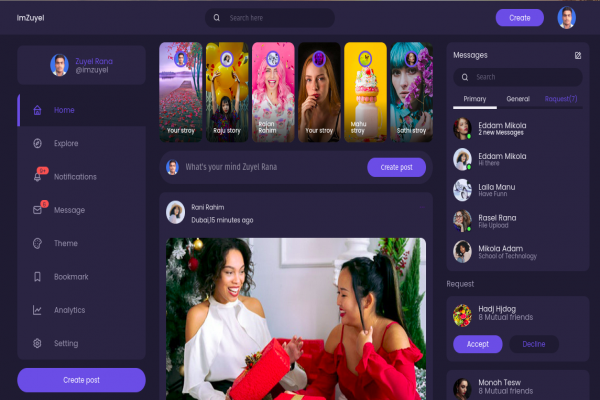 ImZuyel
Search here
Create
Zuyel Rana
@imzuyel
Home
Explore
Notifications
Message
Theme
Bookmark
Analytics
Setting
Create post
Your stroy
Raju story
Rojan
Rahim
Your stroy
Mahu
stroy
Sathi stroy
What's your mind Zuyel Rana
Create post
Rani Rahim
Dubai,15 minutes ago
Messages
Search
Primary
General
Request(7)
Eddam Mikola
2 new Messages
Eddam Mikola
Hi there
Laila Manu
Have Funn
Rasel Rana
File Upload
Mikola Adam
School of Technology
Request
Hadj Hjdog
8 Mutual friends
Accept
Decline
Monoh Tesw
8 Mutual friends